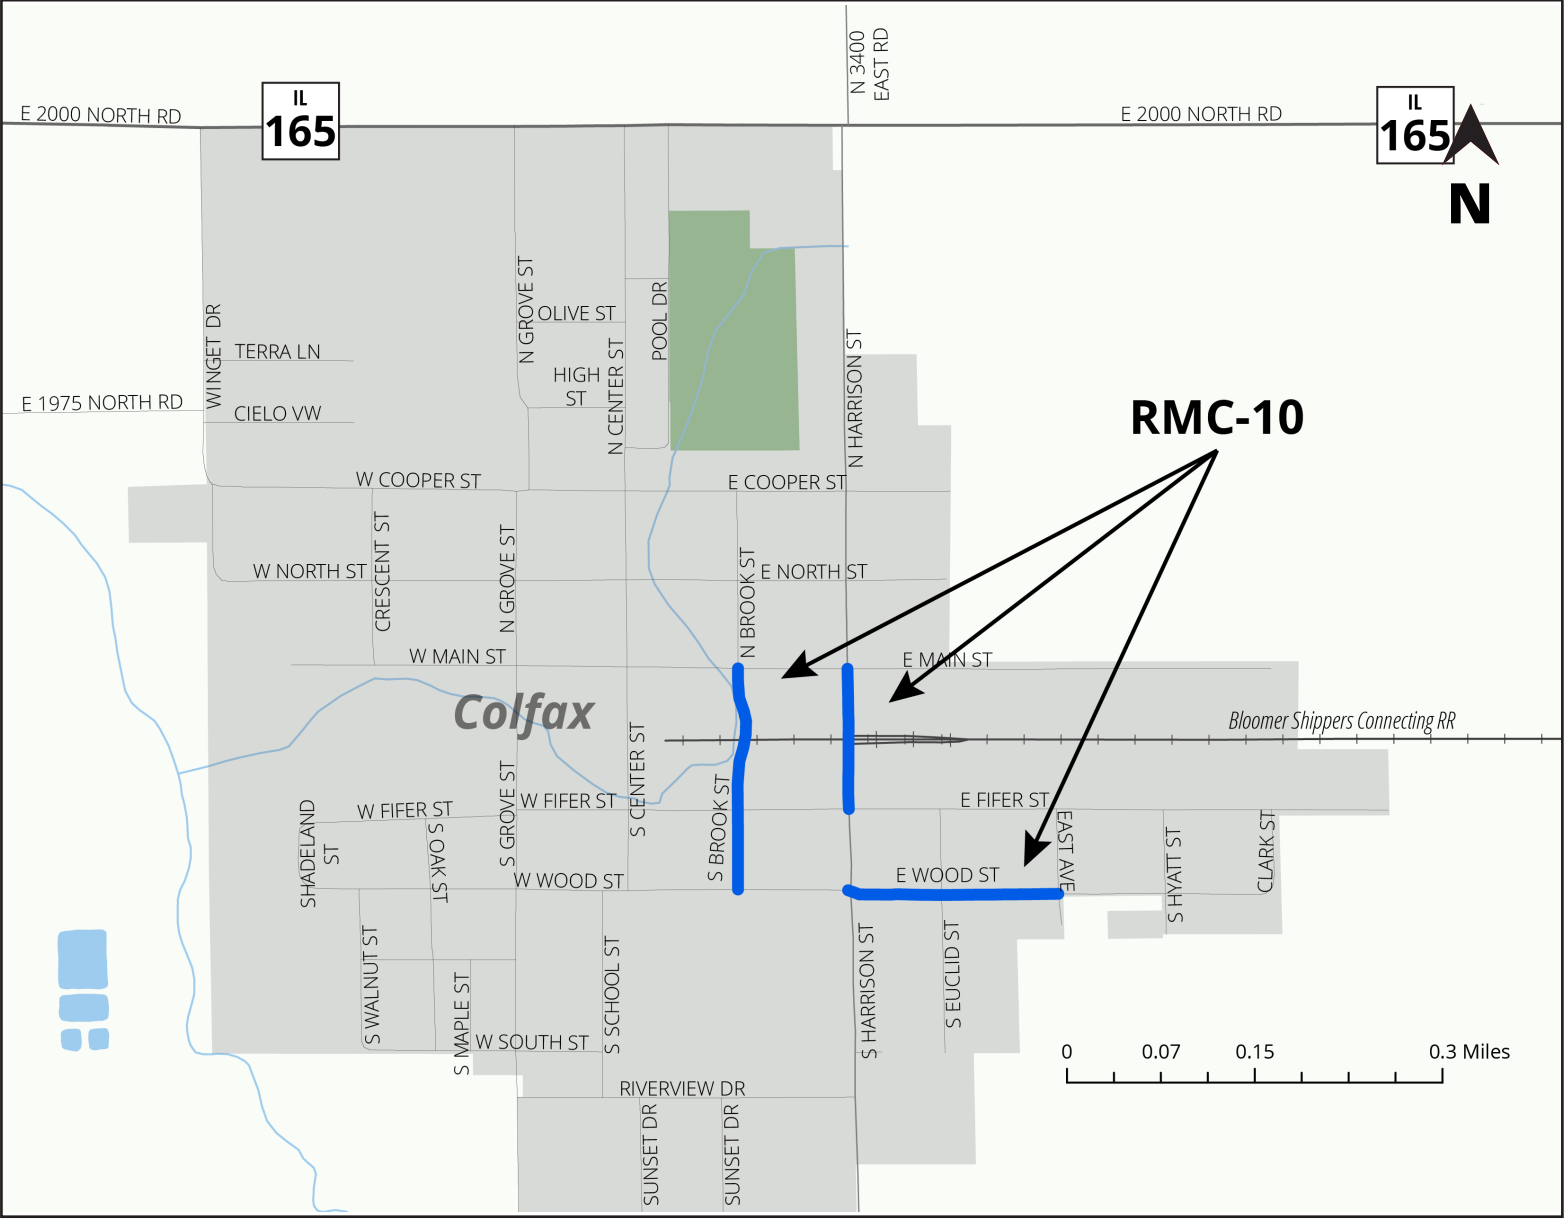 N 3400
EAST RD
E 2000 NORTH RD
IL
165
E 2000 NORTH RD
IL
165
N
WINGET DR
TERRA LN
E 1975 NORTH RD
CIELO VW
N GROVE ST
OLIVE ST
HIGH
ST
N CENTER ST
POOL DR
N HARRISON ST
RMC-10
W COOPER ST
E COOPER ST
CRESCENT ST
N GROVE ST
W NORTH ST
N BROOK ST
E NORTH ST
W MAIN ST
E MAIN ST
Colfax
Bloomer Shippers Connecting RR
S CENTER ST
S GROVE ST
S BROOK ST
SHADELAND
ST
W FIFER ST
S OAK ST
W FIFER ST
E FIFER ST
EAST AVE
S HYATT ST
CLARK ST
W WOOD ST
E WOOD ST
S WALNUT ST
S MAPLE ST
S SCHOOL ST
S HARRISON ST
S EUCLID ST
W SOUTH ST
RIVERVIEW DR
SUNSET DR
SUNSET DR
0 0.07 0.15 0.3 Miles